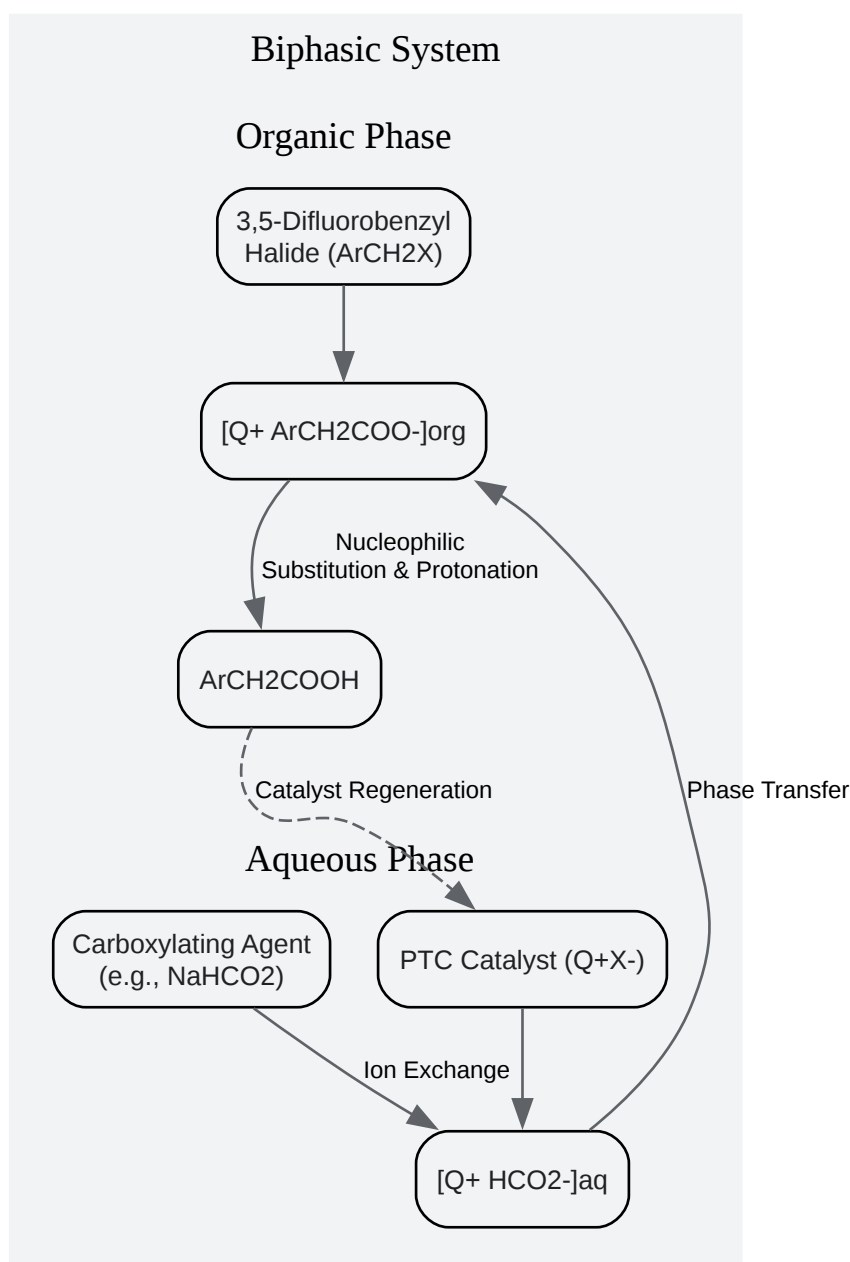 Biphasic System
Organic Phase
3,5-Difluorobenzyl
Halide (ArCH2X)
[Q+ ArCH2COO-]org
Nucleophilic
Substitution & Protonation
ArCH2COOH
Catalyst Regeneration
Phase Transfer
Aqueous Phase
Carboxylating Agent
(e.g., NaHCO2)
PTC Catalyst (Q+X-)
Ion Exchange
[Q+ HCO2-]aq